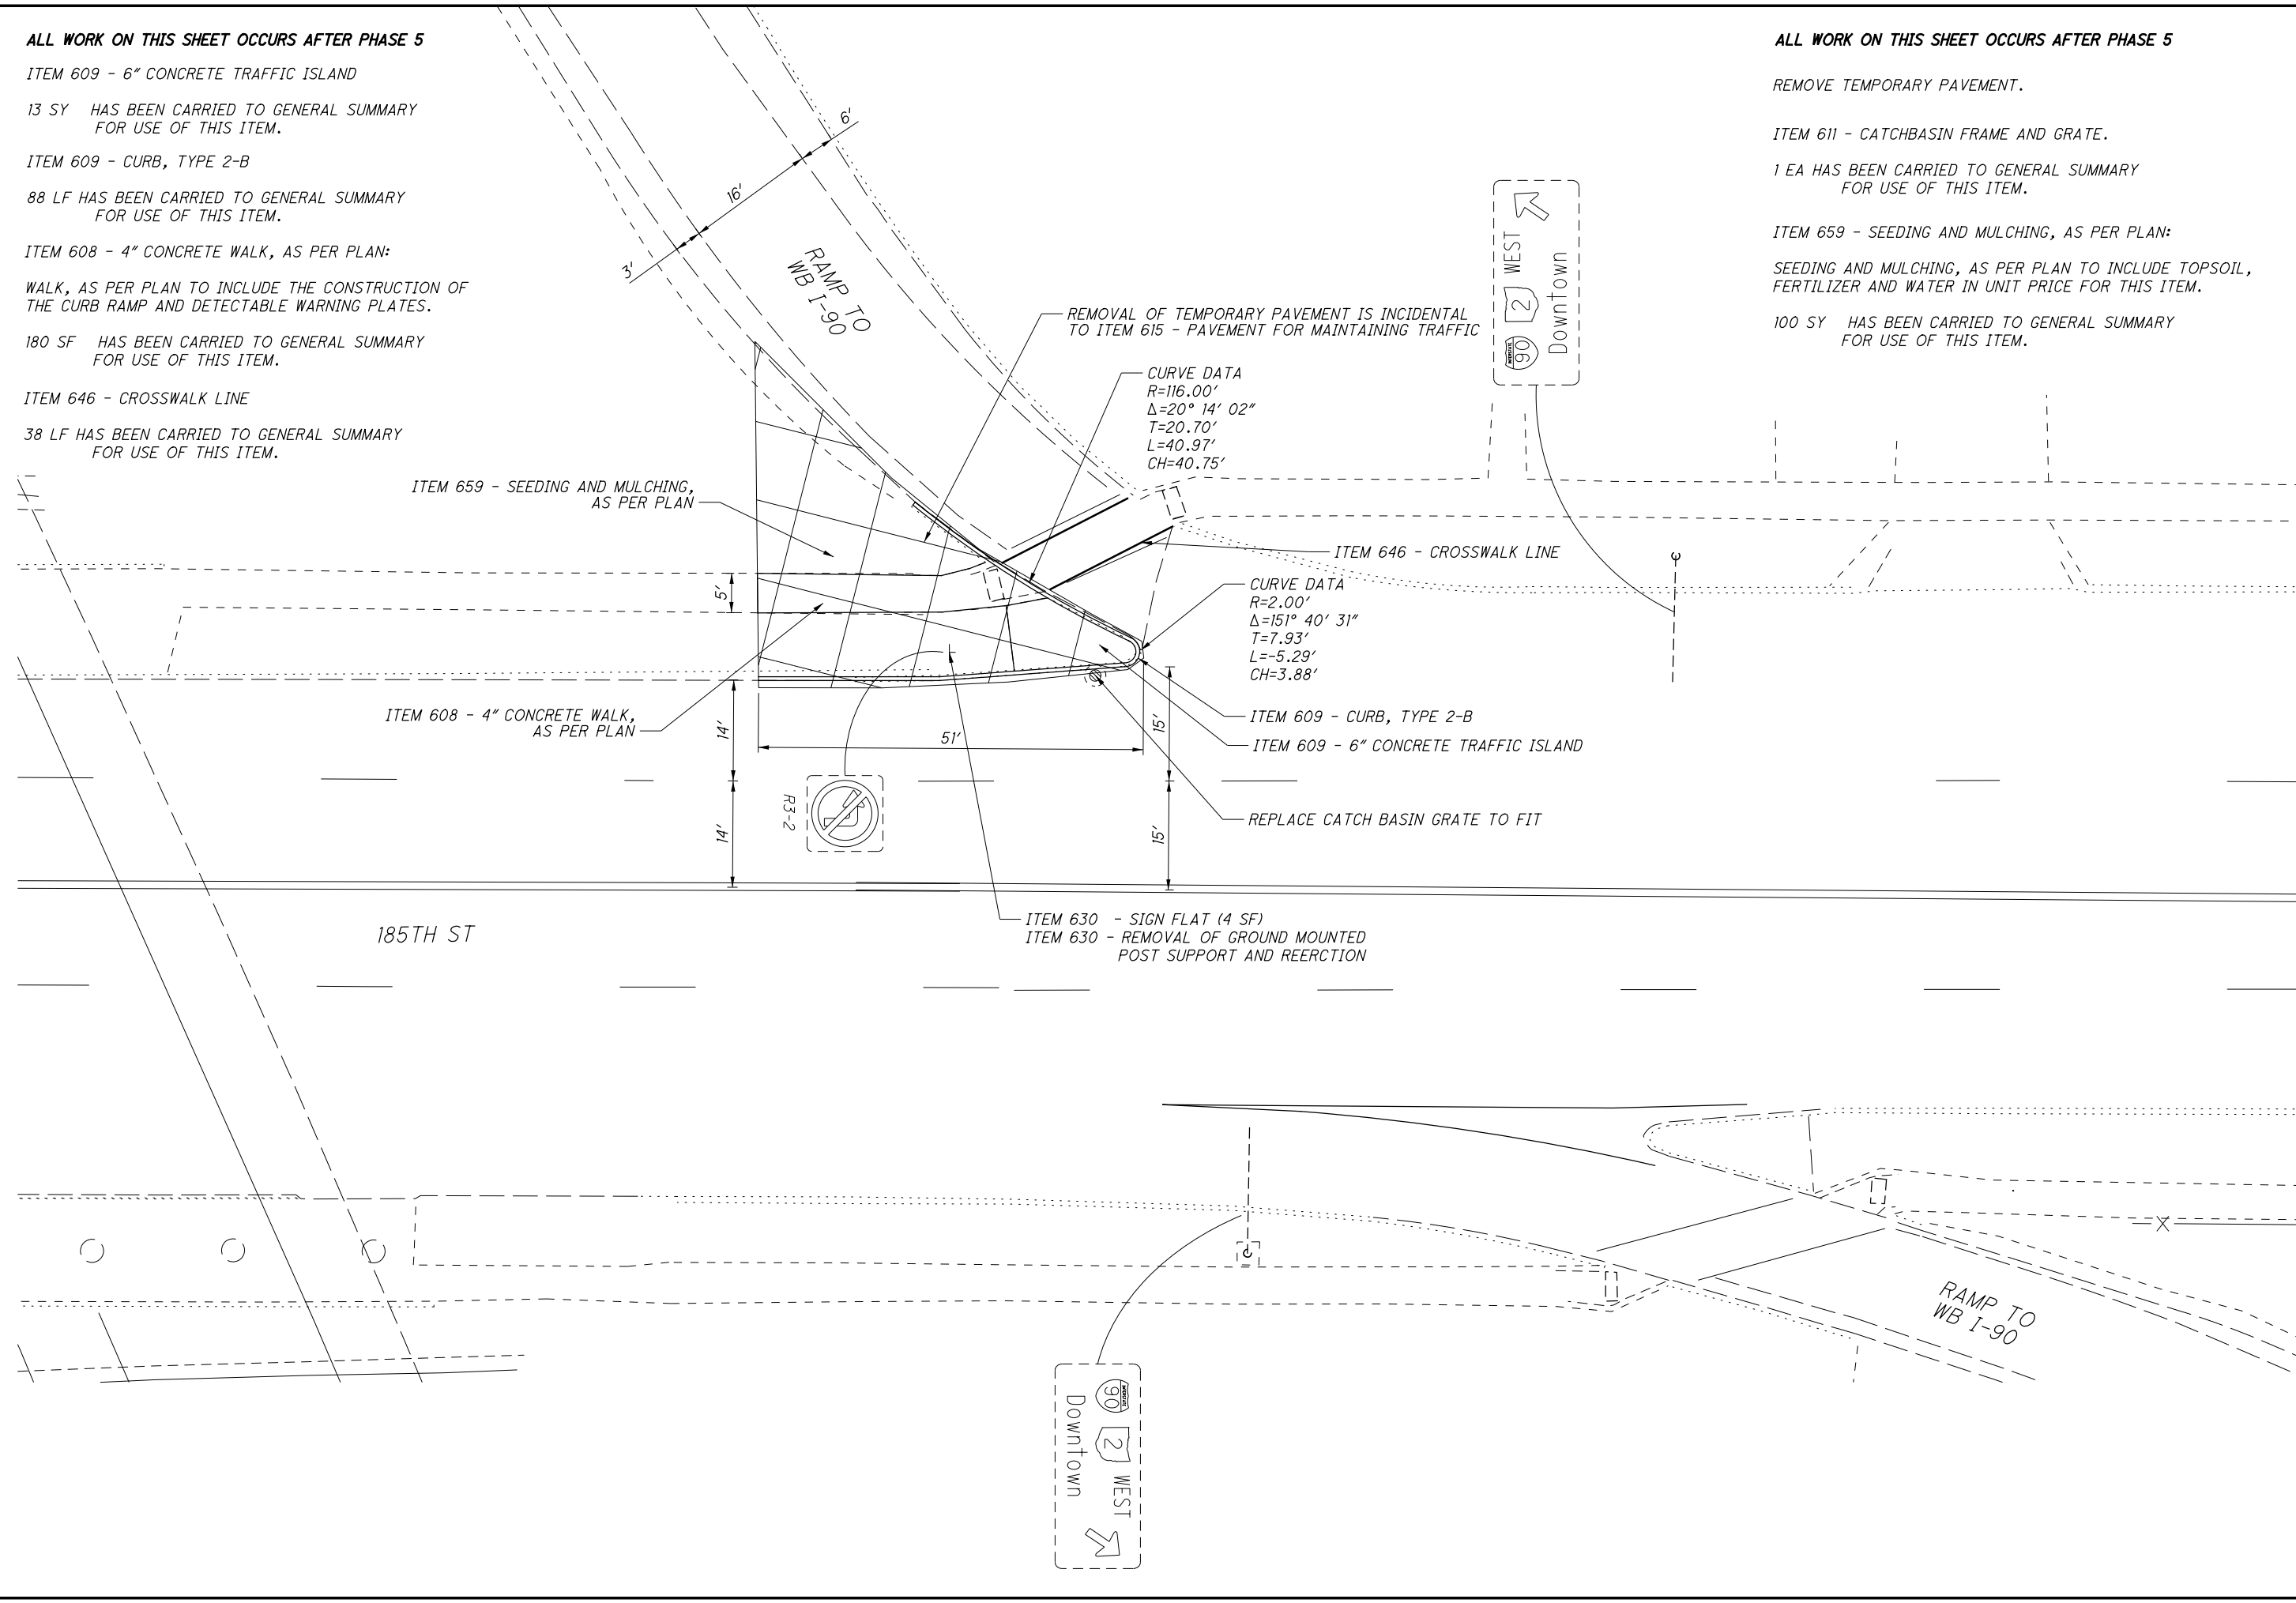 ALL WORK ON THIS SHEET OCCURS AFTER PHASE 5
ITEM 609 - 6" CONCRETE TRAFFIC ISLAND
13 SY HAS BEEN CARRIED TO GENERAL SUMMARY
FOR USE OF THIS ITEM.
ITEM 609 - CURB, TYPE 2-B
88 LF HAS BEEN CARRIED TO GENERAL SUMMARY
FOR USE OF THIS ITEM.
ITEM 608 - 4" CONCRETE WALK, AS PER PLAN:
WALK, AS PER PLAN TO INCLUDE THE CONSTRUCTION OF
THE CURB RAMP AND DETECTABLE WARNING PLATES.
180 SF HAS BEEN CARRIED TO GENERAL SUMMARY
FOR USE OF THIS ITEM.
ITEM 646 - CROSSWALK LINE
38 LF HAS BEEN CARRIED TO GENERAL SUMMARY
FOR USE OF THIS ITEM.
ALL WORK ON THIS SHEET OCCURS AFTER PHASE 5
REMOVE TEMPORARY PAVEMENT.
ITEM 611 - CATCHBASIN FRAME AND GRATE.
1 EA HAS BEEN CARRIED TO GENERAL SUMMARY
FOR USE OF THIS ITEM.
ITEM 659 - SEEDING AND MULCHING, AS PER PLAN:
SEEDING AND MULCHING, AS PER PLAN TO INCLUDE TOPSOIL,
FERTILIZER AND WATER IN UNIT PRICE FOR THIS ITEM.
100 SY HAS BEEN CARRIED TO GENERAL SUMMARY
FOR USE OF THIS ITEM.
6'
16'
3'
RAMP TO
WB I-90
90 2 WEST
Downtown
REMOVAL OF TEMPORARY PAVEMENT IS INCIDENTAL
TO ITEM 615 - PAVEMENT FOR MAINTAINING TRAFFIC
CURVE DATA
R=116.00'
Δ=20° 14' 02"
T=20.70'
L=40.97'
CH=40.75'
ITEM 659 - SEEDING AND MULCHING,
AS PER PLAN
ITEM 646 - CROSSWALK LINE
5'
CURVE DATA
R=2.00'
Δ=151° 40' 31"
T=7.93'
L=-5.29'
CH=3.88'
ITEM 608 - 4" CONCRETE WALK,
AS PER PLAN
ITEM 609 - CURB, TYPE 2-B
ITEM 609 - 6" CONCRETE TRAFFIC ISLAND
14'
51'
15'
R3-2
REPLACE CATCH BASIN GRATE TO FIT
14'
15'
185TH ST
ITEM 630 - SIGN FLAT (4 SF)
ITEM 630 - REMOVAL OF GROUND MOUNTED
POST SUPPORT AND REERCTION
RAMP TO
WB I-90
90 2 WEST
Downtown